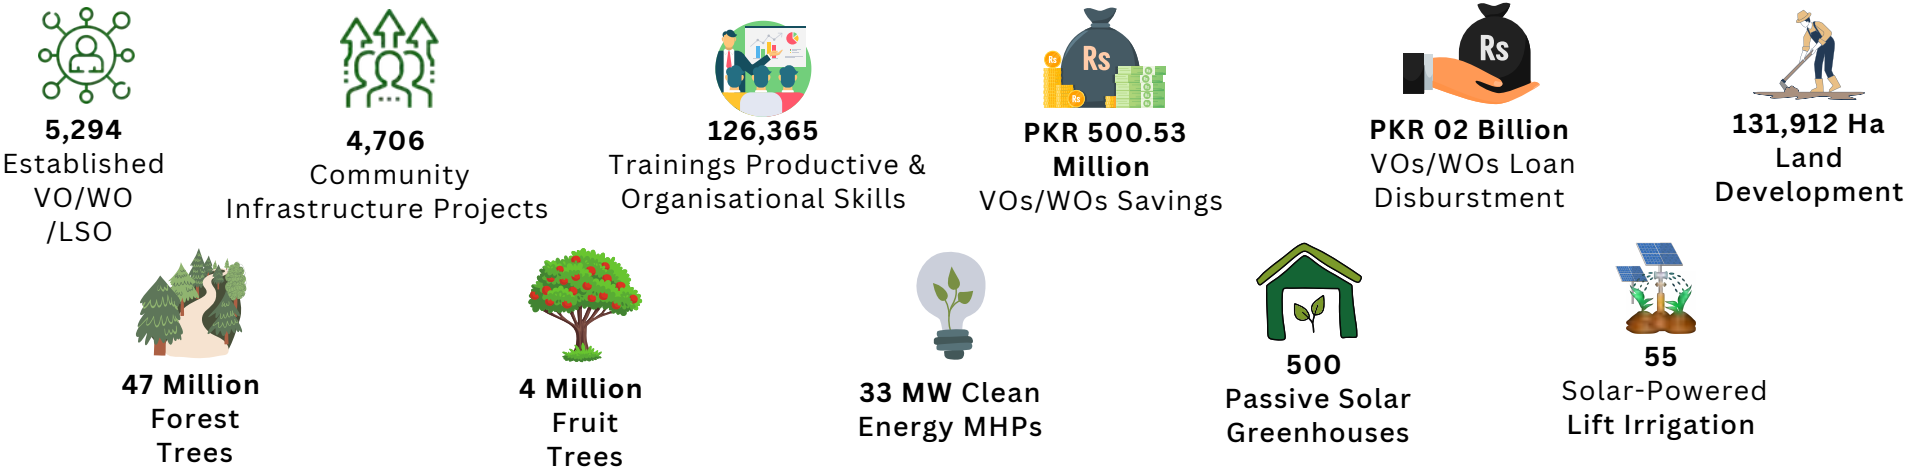 5,294
Established
VO/WO
/LSO
4,706
Community
Infrastructure Projects
126,365
Trainings Productive &
Organisational Skills
Rs
Rs
Rs
PKR 500.53
Million
VOs/WOs Savings
Rs
PKR 02 Billion
VOs/WOs Loan
Disburstment
131,912 Ha
Land
Development
47 Million
Forest
Trees
4 Million
Fruit
Trees
33 MW Clean
Energy MHPs
500
Passive Solar
Greenhouses
55
Solar-Powered
Lift Irrigation